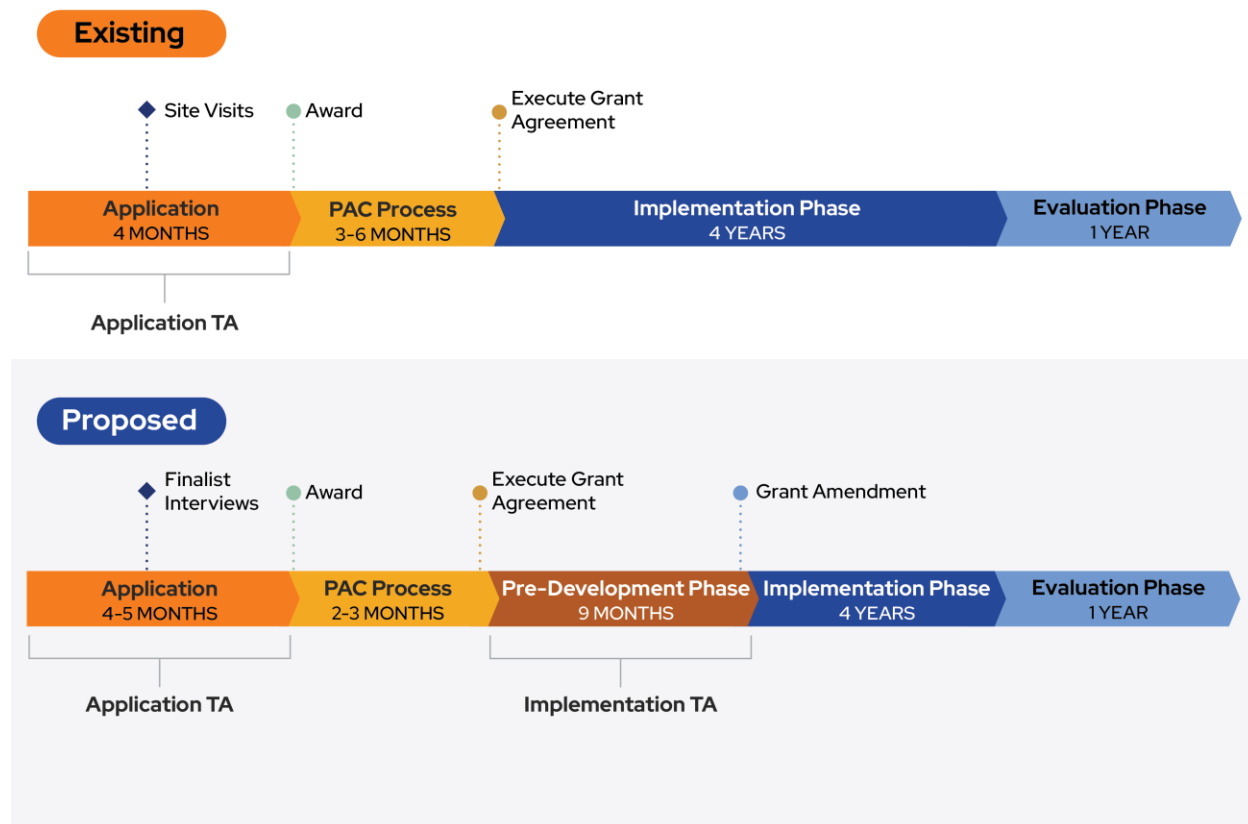 Existing
Site Visits
Award
Execute Grant
Agreement
Application
4 MONTHS
PAC Process
3-6 MONTHS
Implementation Phase
4 YEARS
Evaluation Phase
1 YEAR
Application TA
Proposed
Finalist
Interviews
Award
Execute Grant
Agreement
Grant Amendment
Application
4-5 MONTHS
PAC Process
2-3 MONTHS
Pre-Development Phase
9 MONTHS
Implementation Phase
4 YEARS
Evaluation Phase
1 YEAR
Application TA
Implementation TA